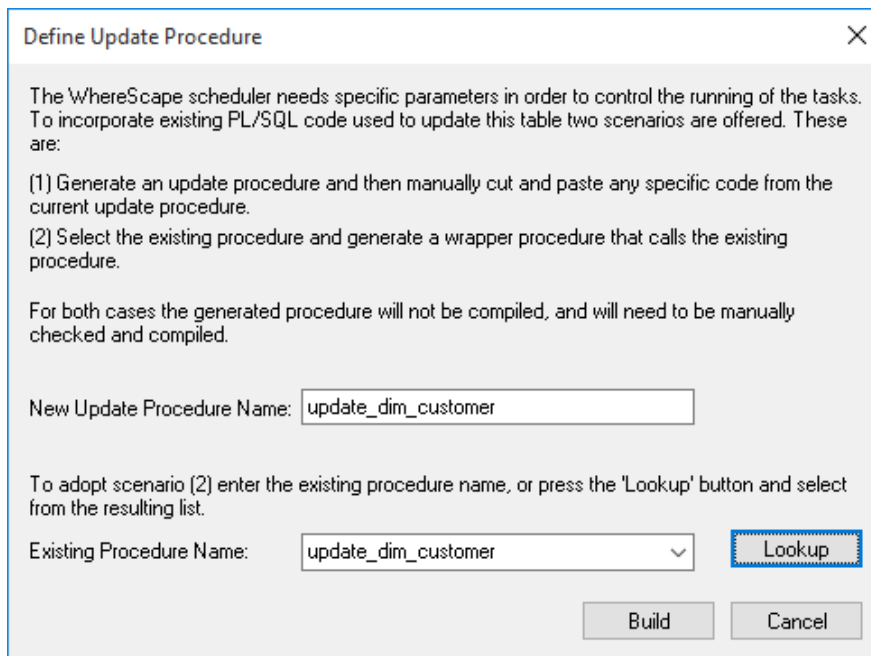 Define Update Procedure
The WhereScape scheduler needs specific parameters in order to control the running of the tasks.
To incorporate existing PL/SQL code used to update this table two scenarios are offered. These
are:
(1) Generate an update procedure and then manually cut and paste any specific code from the
current update procedure.
(2) Select the existing procedure and generate a wrapper procedure that calls the existing
procedure.
For both cases the generated procedure will not be compiled, and will need to be manually
checked and compiled.
New Update Procedure Name: update_dim_customer
To adopt scenario (2) enter the existing procedure name, or press the 'Lookup' button and select
from the resulting list.
Existing Procedure Name: update_dim_customer Lookup
Build Cancel